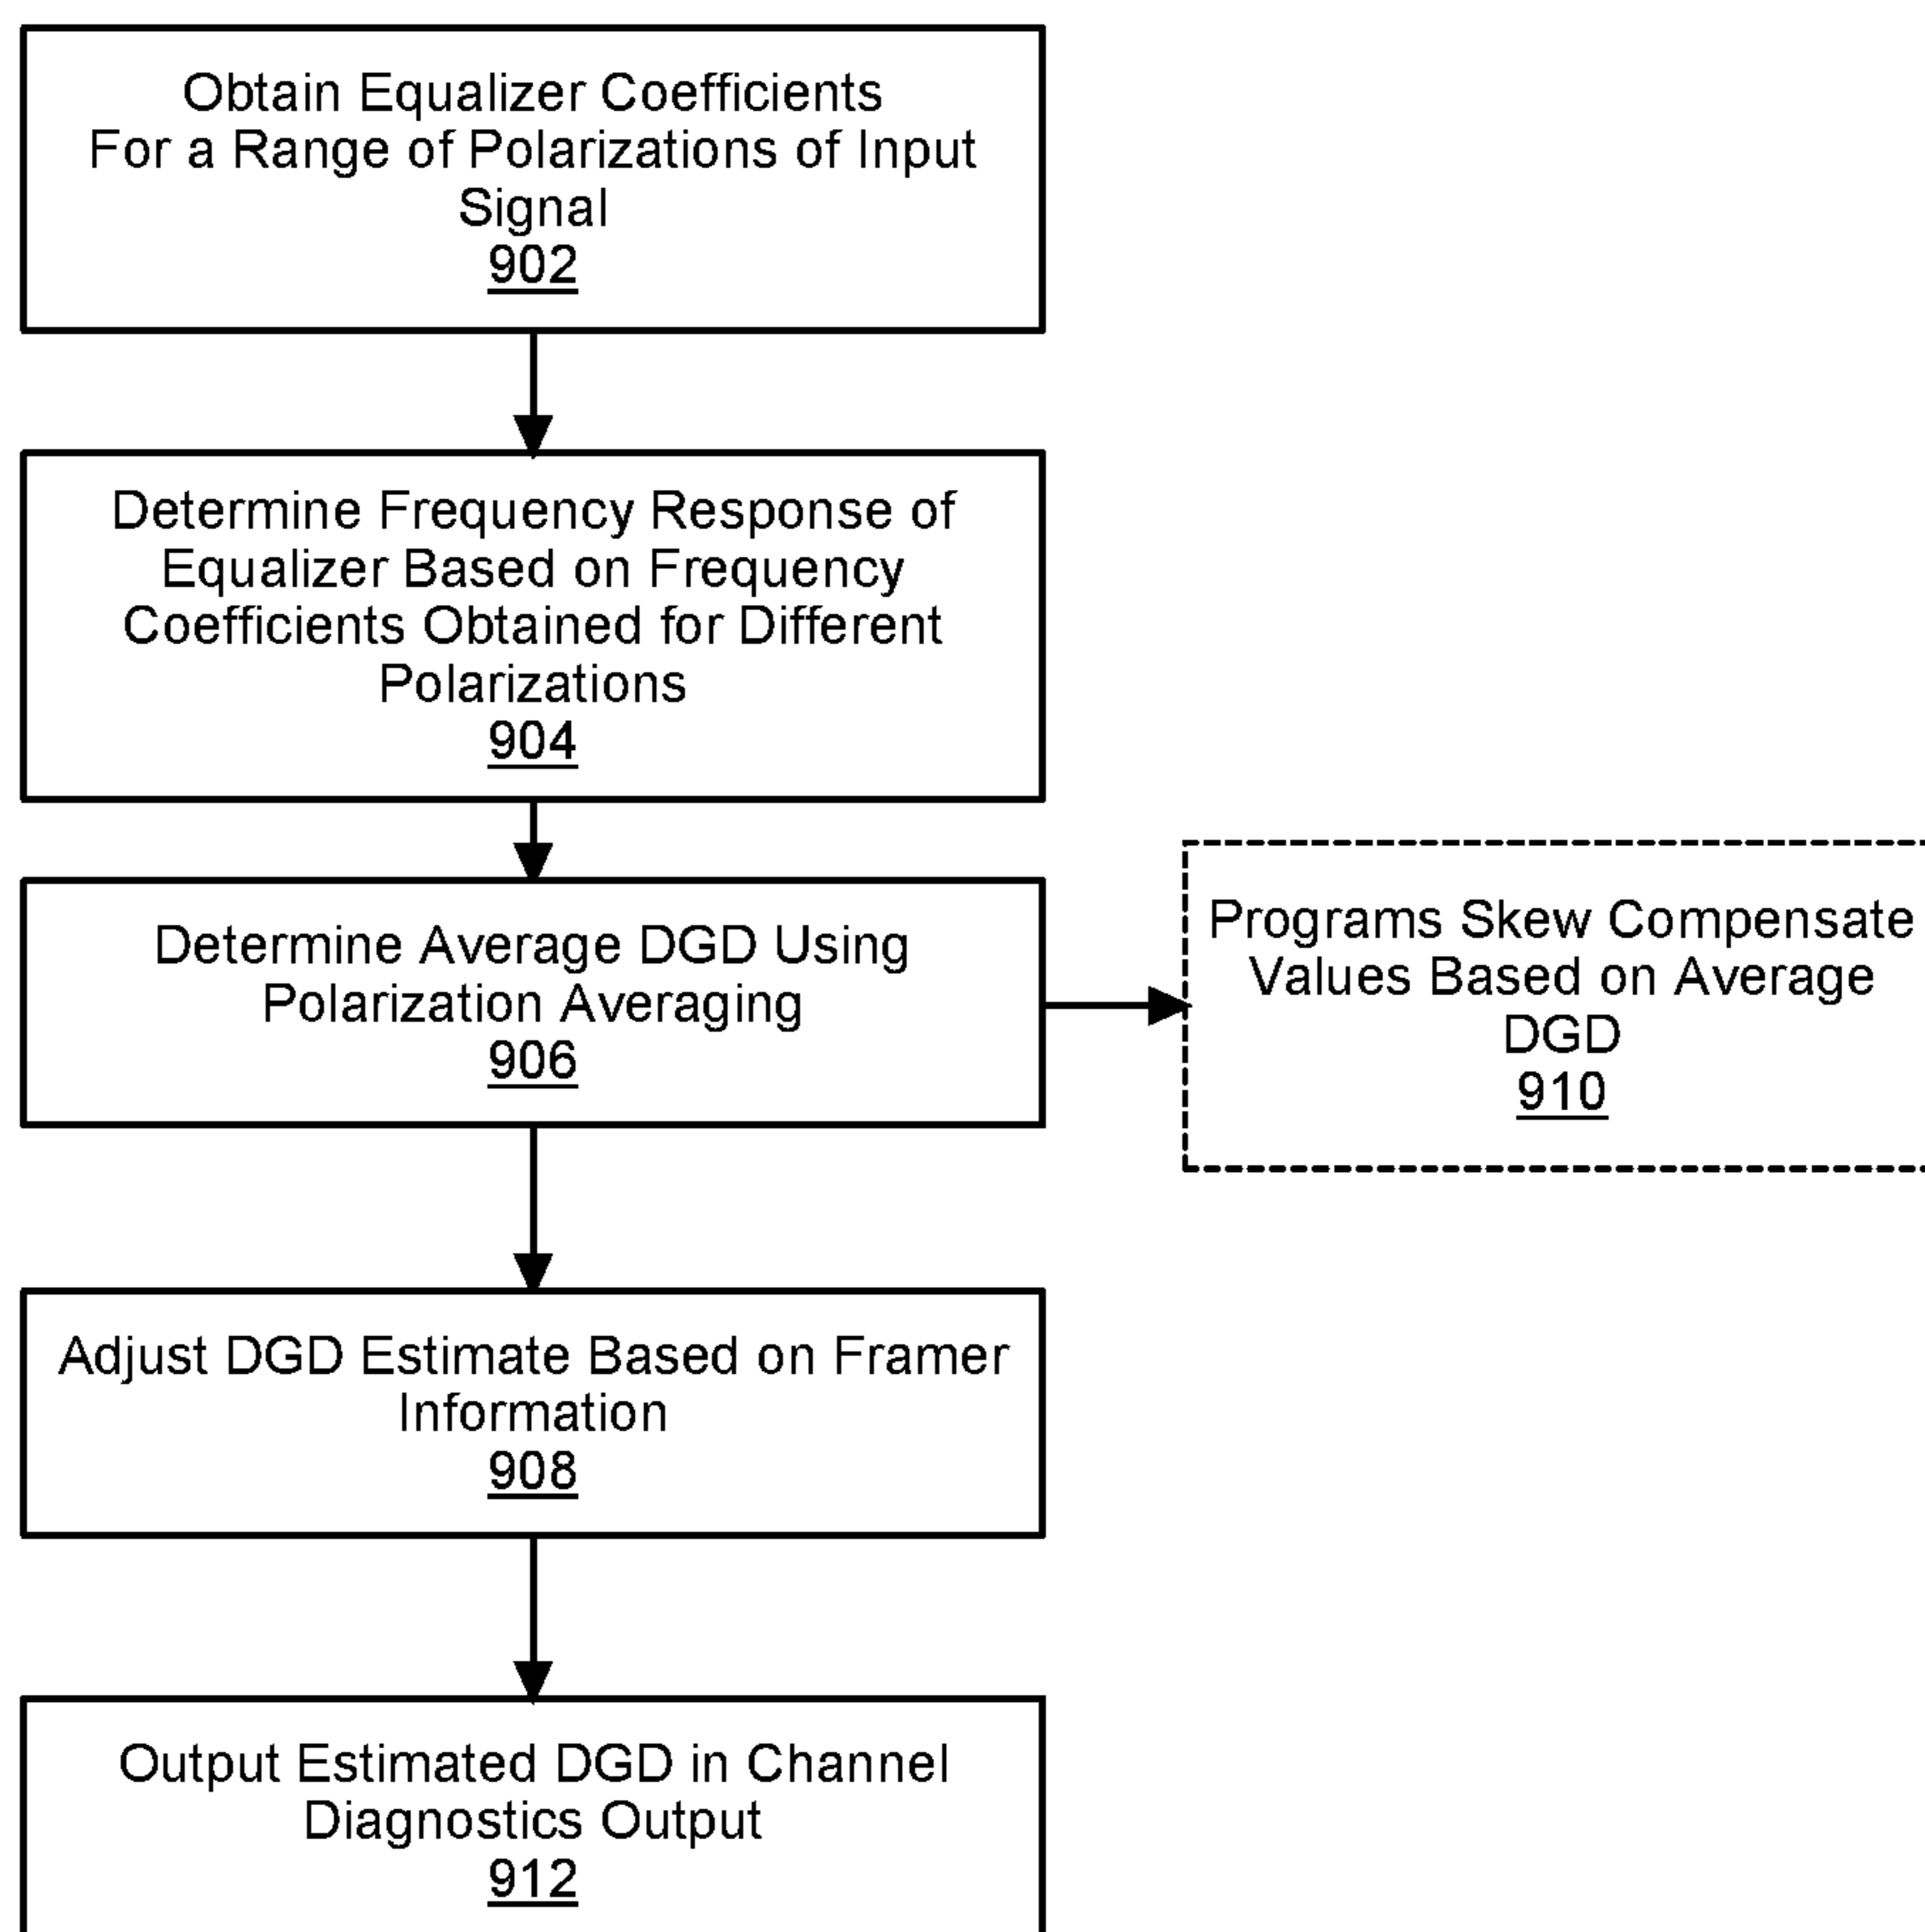 Obtain Equalizer Coefficients
For a Range of Polarizations of Input
Signal
902
Determine Frequency Response of
Equalizer Based on Frequency
Coefficients Obtained for Different
Polarizations
904
Determine Average DGD Using
Polarization Averaging
906
Programs Skew Compensate
Values Based on Average
DGD
910
Adjust DGD Estimate Based on Framer
Information
908
Output Estimated DGD in Channel
Diagnostics Output
912